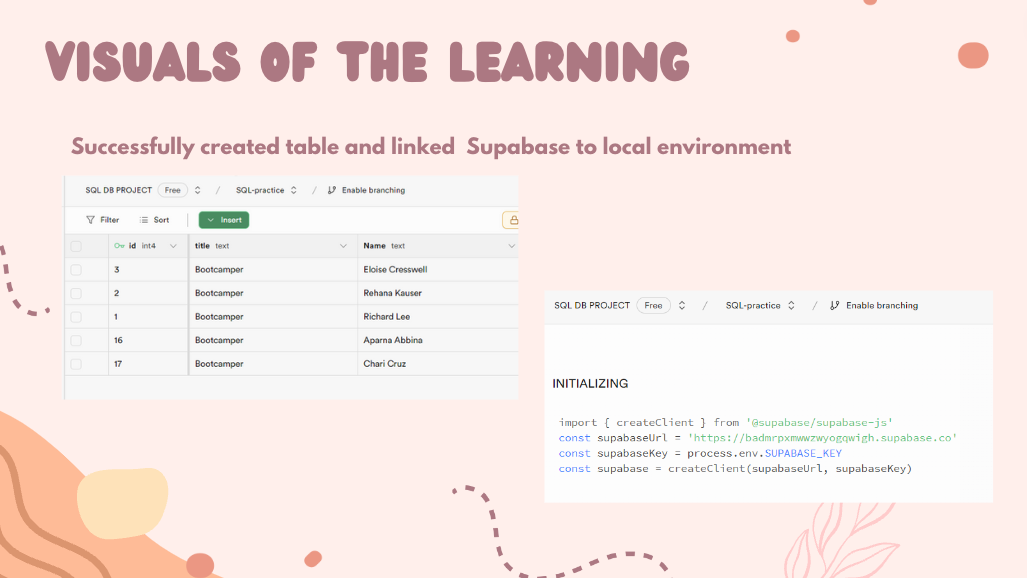 VISUALS OF THE LEARNING
Successfully created table and linked Supabase to local environment
SQL DB PROJECT Free / SQL-practice / Enable branching
Filter Sort Insert
id int4 title text Name text
3 Bootcamper Eloise Cresswell
2 Bootcamper Rehana Kauser
1 Bootcamper Richard Lee
16 Bootcamper Aparna Abbina
17 Bootcamper Chari Cruz
SQL DB PROJECT Free / SQL-practice / Enable branching
INITIALIZING
import { createClient } from '@supabase/supabase-js'
const supabaseUrl = 'https://badmrpxmwwzwyogqwigh.supabase.co'
const supabaseKey = process.env.SUPABASE_KEY
const supabase = createClient(supabaseUrl, supabaseKey)